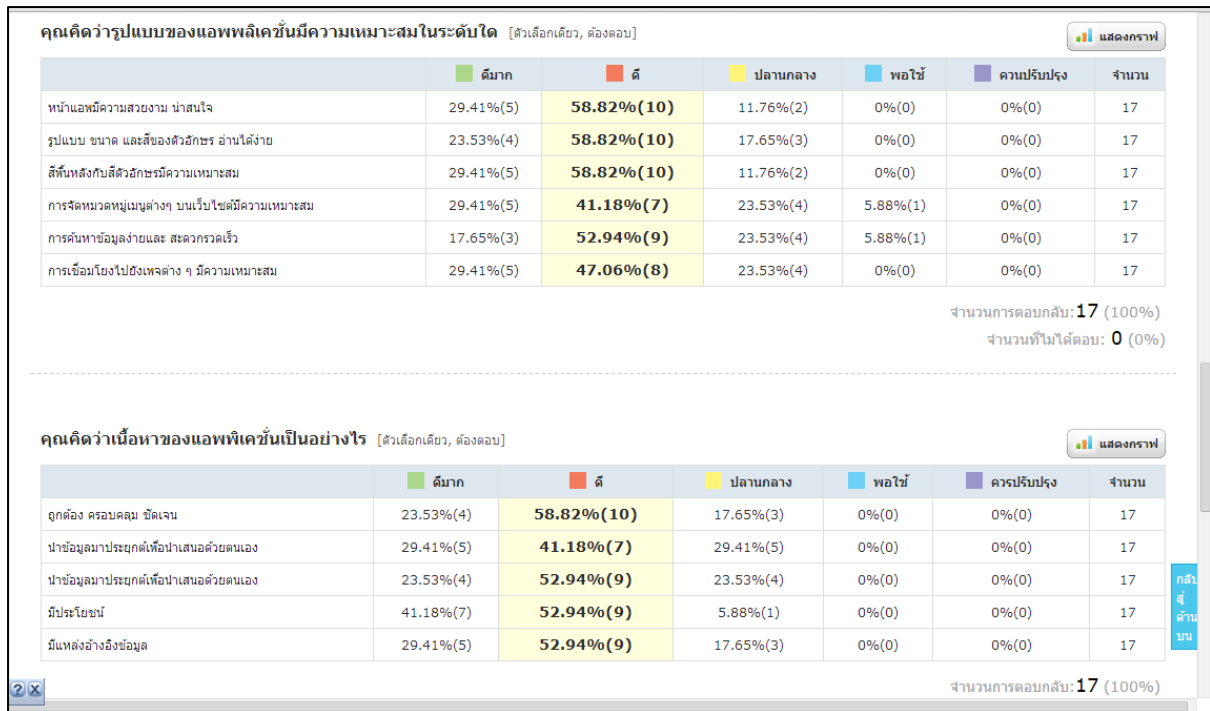 คุณคิดว่ารูปแบบของแอพพลิเคชั่นมีความเหมาะสมในระดับใด [ตัวเลือกเดียว, ต้องตอบ] แสดงกราฟ
ดีมาก ดี ปลานกลาง พอใช้ ควนปรับปรุง จำนวน
หน้าแอพมีความสวยงาม น่าสนใจ 29.41%(5) 58.82%(10) 11.76%(2) 0%(0) 0%(0) 17
รูปแบบ ขนาด และสีของตัวอักษร อ่านได้ง่าย 23.53%(4) 58.82%(10) 17.65%(3) 0%(0) 0%(0) 17
สีพื้นหลังกับสีตัวอักษรมีความเหมาะสม 29.41%(5) 58.82%(10) 11.76%(2) 0%(0) 0%(0) 17
การจัดหมวดหมู่เมนูต่างๆ บนเว็บไซต์มีความเหมาะสม 29.41%(5) 41.18%(7) 23.53%(4) 5.88%(1) 0%(0) 17
การค้นหาข้อมูลง่ายและ สะดวกรวดเร็ว 17.65%(3) 52.94%(9) 23.53%(4) 5.88%(1) 0%(0) 17
การเชื่อมโยงไปยังเพจต่าง ๆ มีความเหมาะสม 29.41%(5) 47.06%(8) 23.53%(4) 0%(0) 0%(0) 17
จำนวนการตอบกลับ:17 (100%)
จำนวนที่ไม่ได้ตอบ: 0 (0%)
คุณคิดว่าเนื้อหาของแอพพิเคชั่นเป็นอย่างไร [ตัวเลือกเดียว, ต้องตอบ] แสดงกราฟ
ดีมาก ดี ปลานกลาง พอใช้ ควรปรับปรุง จำนวน
ถูกต้อง ครอบคลุม ชัดเจน 23.53%(4) 58.82%(10) 17.65%(3) 0%(0) 0%(0) 17
นำข้อมูลมาประยุกต์เพื่อนำเสนอด้วยตนเอง 29.41%(5) 41.18%(7) 29.41%(5) 0%(0) 0%(0) 17
นำข้อมูลมาประยุกต์เพื่อนำเสนอด้วยตนเอง 23.53%(4) 52.94%(9) 23.53%(4) 0%(0) 0%(0) 17
มีประโยชน์ 41.18%(7) 52.94%(9) 5.88%(1) 0%(0) 0%(0) 17
มีแหล่งอ้างอิงข้อมูล 29.41%(5) 52.94%(9) 17.65%(3) 0%(0) 0%(0) 17
กลับ
สู่
ด้าน
บน
จำนวนการตอบกลับ:17 (100%)
? X